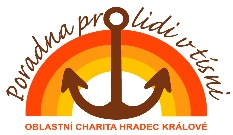 Poradna pro lidi v tísni
OBLASTNÍ CHARITA HRADEC KRÁLOVÉ